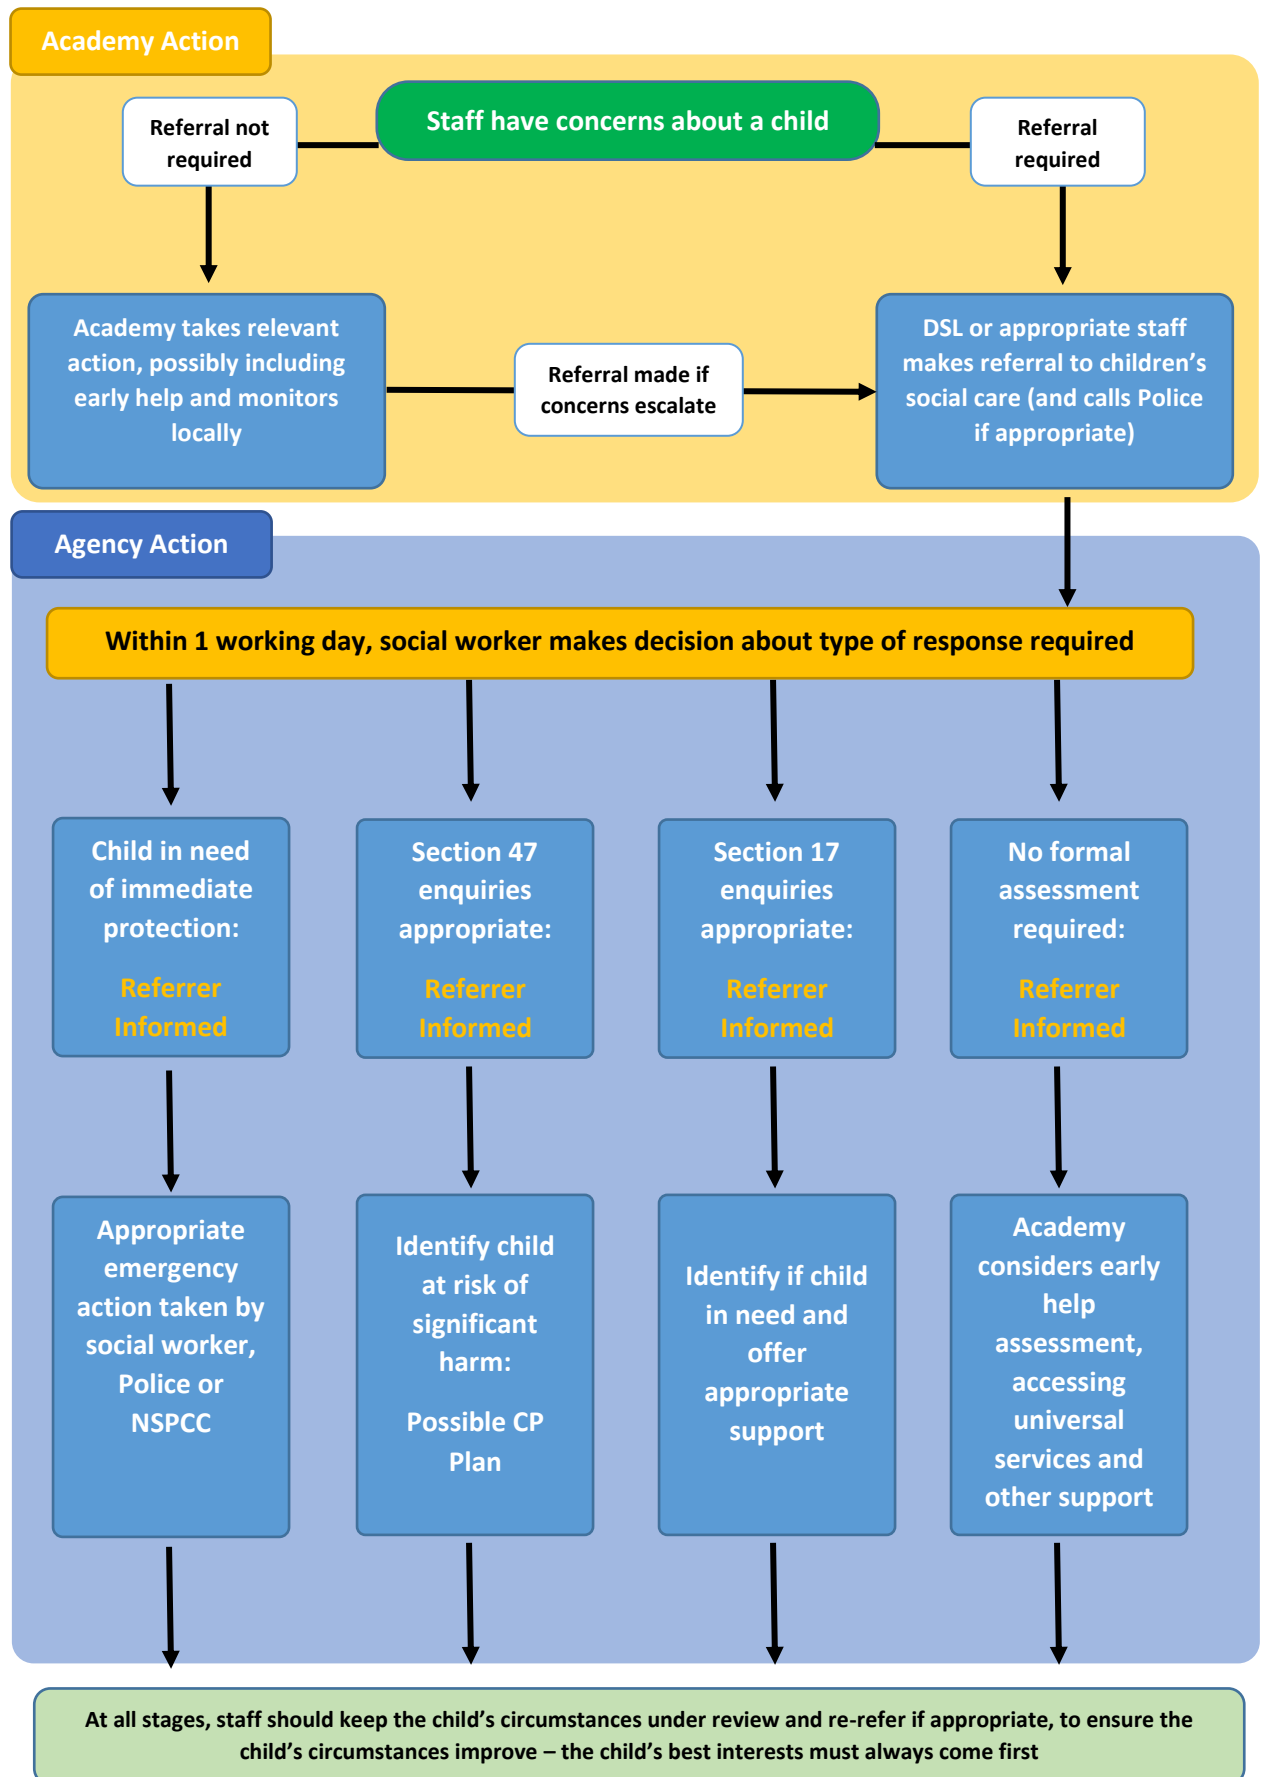 Academy Action
Staff have concerns about a child
Referral not
required
Referral
required
Academy takes relevant
action, possibly including
early help and monitors
locally
Referral made if
concerns escalate
DSL or appropriate staff
makes referral to children’s
social care (and calls Police
if appropriate)
Agency Action
Within 1 working day, social worker makes decision about type of response required
Child in need
of immediate
protection:
Referrer
Informed
Section 47
enquiries
appropriate:
Referrer
Informed
Section 17
enquiries
appropriate:
Referrer
Informed
No formal
assessment
required:
Referrer
Informed
Appropriate
emergency
action taken by
social worker,
Police or
NSPCC
Identify child
at risk of
significant
harm:
Possible CP
Plan
Identify if child
in need and
offer
appropriate
support
Academy
considers early
help
assessment,
accessing
universal
services and
other support
At all stages, staff should keep the child’s circumstances under review and re-refer if appropriate, to ensure the
child’s circumstances improve – the child’s best interests must always come first